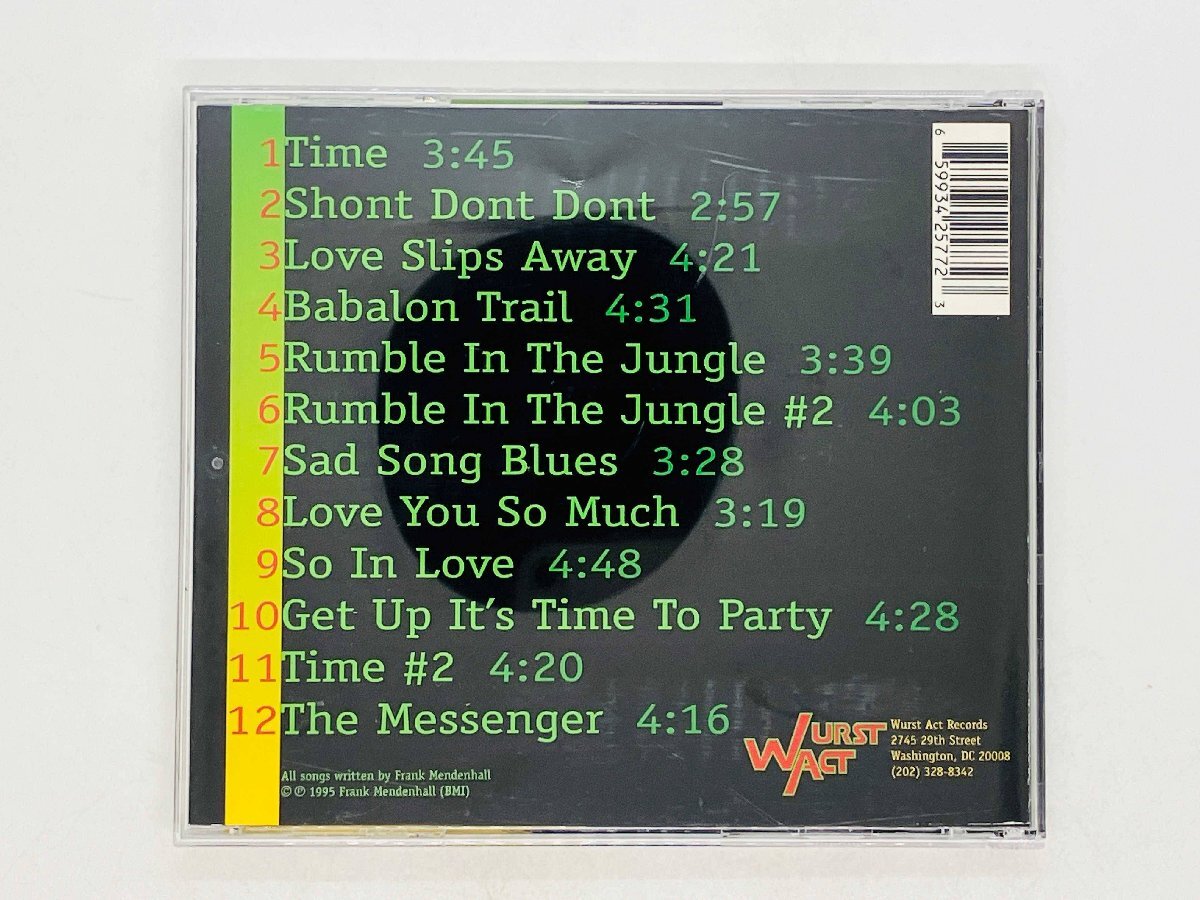 1 Time 3:45
2 Shont Dont Dont 2:57
3 Love Slips Away 4:21
4 Babalon Trail 4:31
5 Rumble In The Jungle 3:39
6 Rumble In The Jungle #2 4:03
7 Sad Song Blues 3:28
8 Love You So Much 3:19
9 So In Love 4:48
10 Get Up It's Time To Party 4:28
11 Time #2 4:20
12 The Messenger 4:16
All songs written by Frank Mendenhall
© ℗ 1995 Frank Mendenhall (BMI)
WURST
ACT
Wurst Act Records
2745 29th Street
Washington, DC 20008
(202) 328-8342
6 59934 25772 3